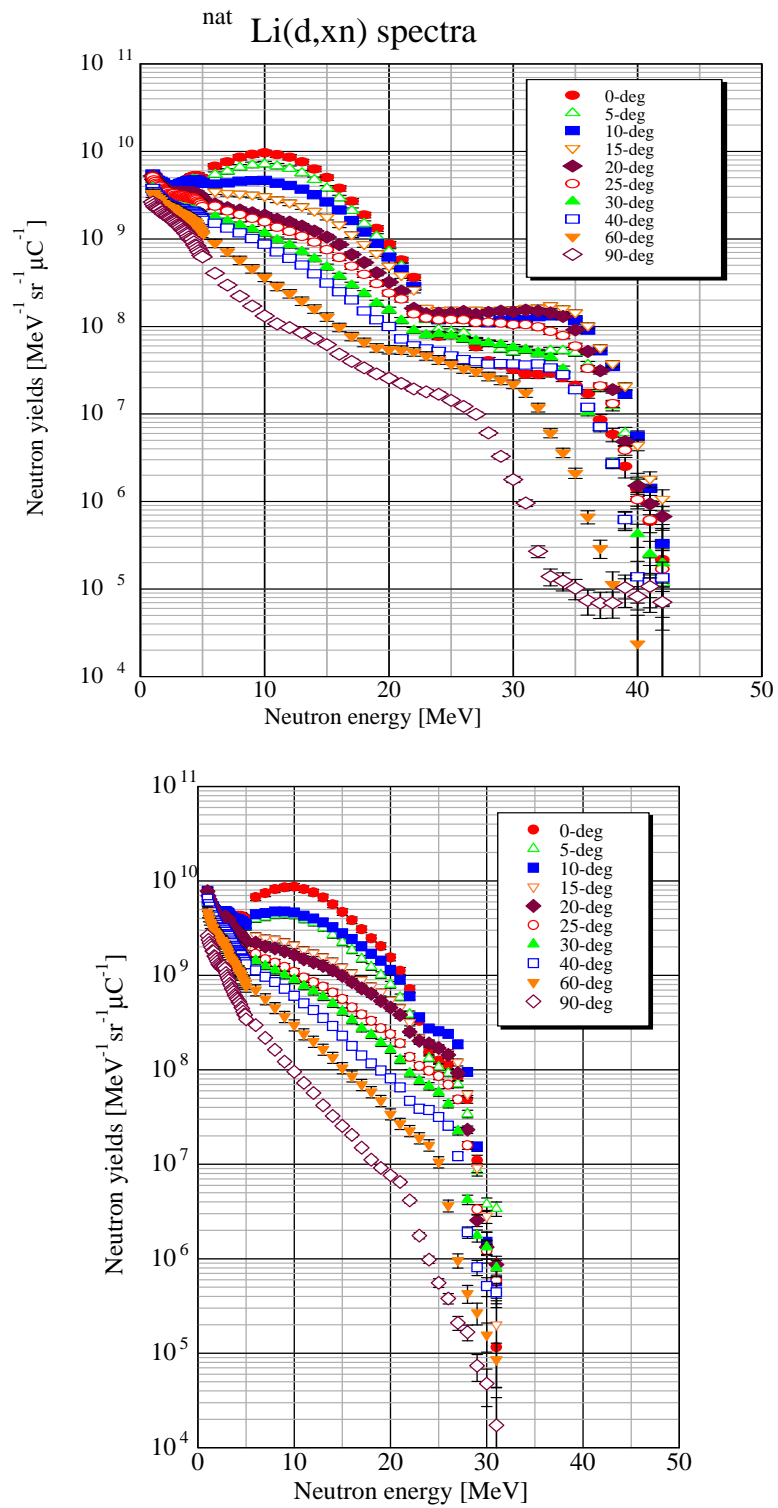 nat Li(d,xn) spectra
10 11
10 10
10 9
10 8
10 7
10 6
10 5
10 4
Neutron yields [MeV-1 sr-1 μC-1]
0-deg
5-deg
10-deg
15-deg
20-deg
25-deg
30-deg
40-deg
60-deg
90-deg
0 10 20 30 40 50
Neutron energy [MeV]
10^11
10^10
10^9
10^8
10^7
10^6
10^5
10^4
Neutron yields [MeV-1sr-1μC-1]
0-deg
5-deg
10-deg
15-deg
20-deg
25-deg
30-deg
40-deg
60-deg
90-deg
0 10 20 30 40 50
Neutron energy [MeV]